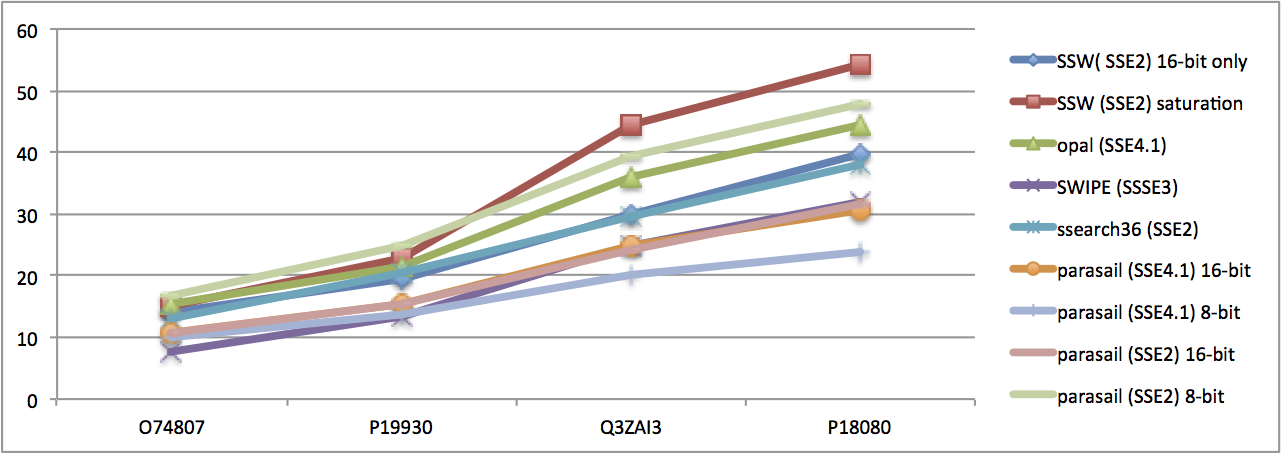 60
50
40
30
20
10
0
O74807 P19930 Q3ZAI3 P18080
SSW( SSE2) 16-bit only
SSW (SSE2) saturation
opal (SSE4.1)
SWIPE (SSSE3)
ssearch36 (SSE2)
parasail (SSE4.1) 16-bit
parasail (SSE4.1) 8-bit
parasail (SSE2) 16-bit
parasail (SSE2) 8-bit